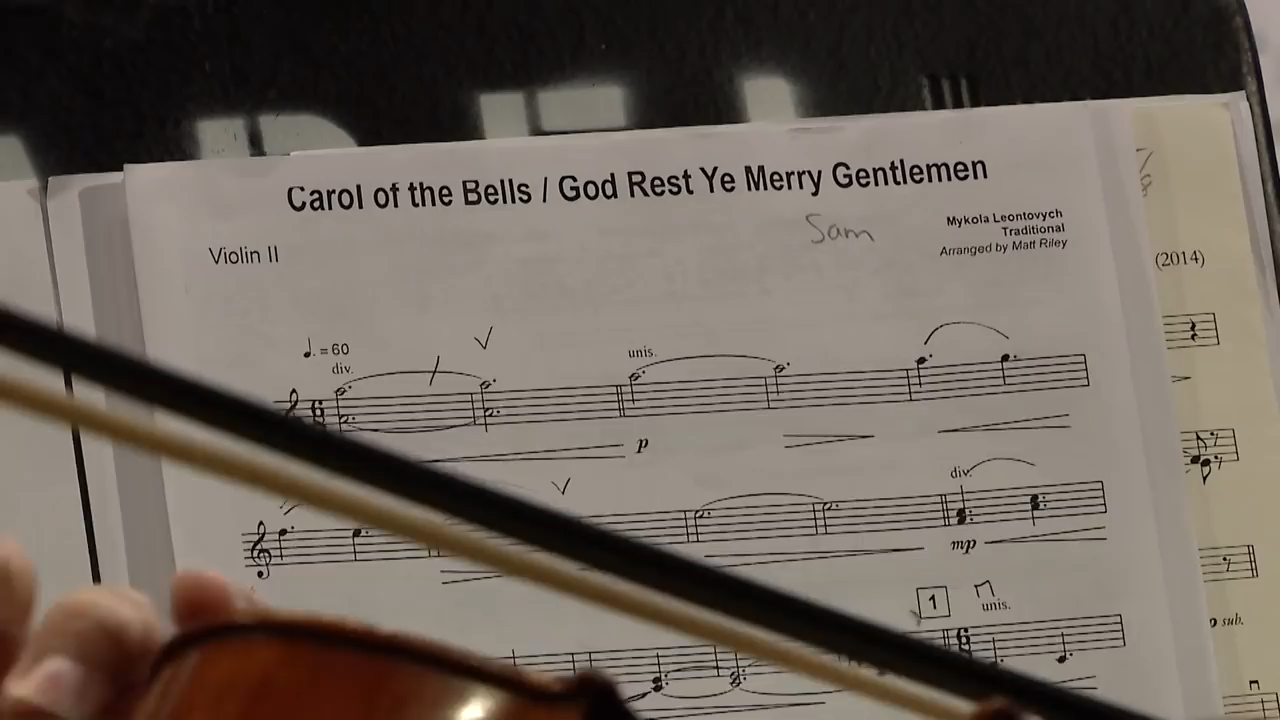 Carol of the Bells / God Rest Ye Merry Gentlemen
Sam
Violin II
Mykola Leontovych
Traditional
Arranged by Matt Riley
(2014)
♩. = 60
div.
unis.
p
div.
mp
1
unis.
sub.